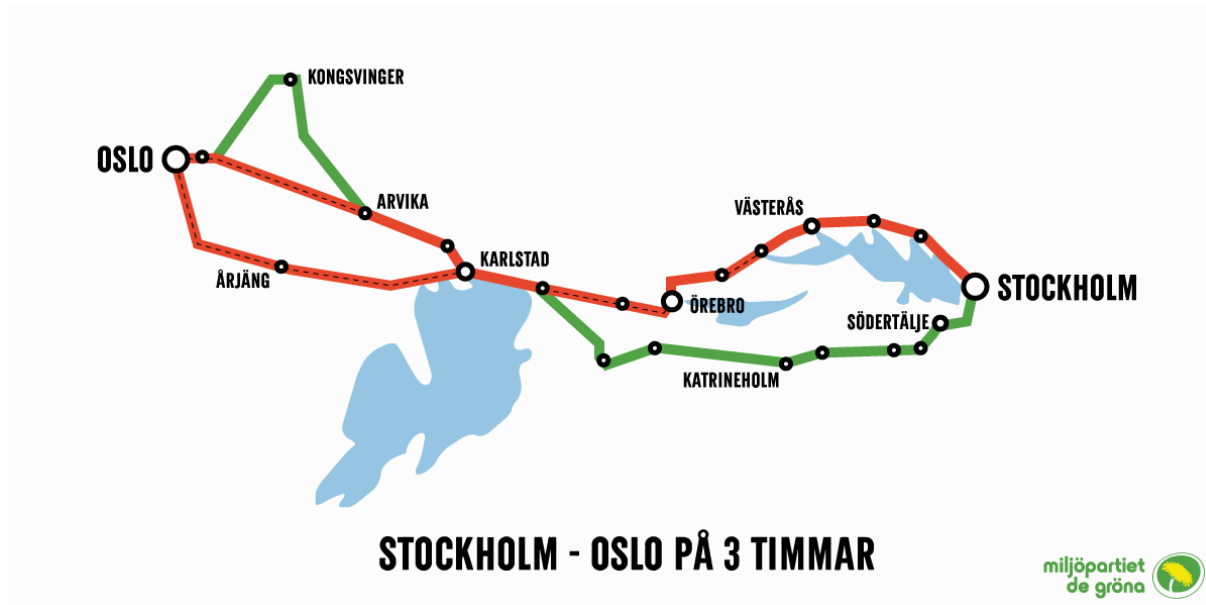 KONGSVINGER
OSLO
ARVIKA
VÄSTERÅS
KARLSTAD
ÅRJÄNG
STOCKHOLM
ÖREBRO
SÖDERTÄLJE
KATRINEHOLM
STOCKHOLM - OSLO PÅ 3 TIMMAR
miljöpartiet
de gröna